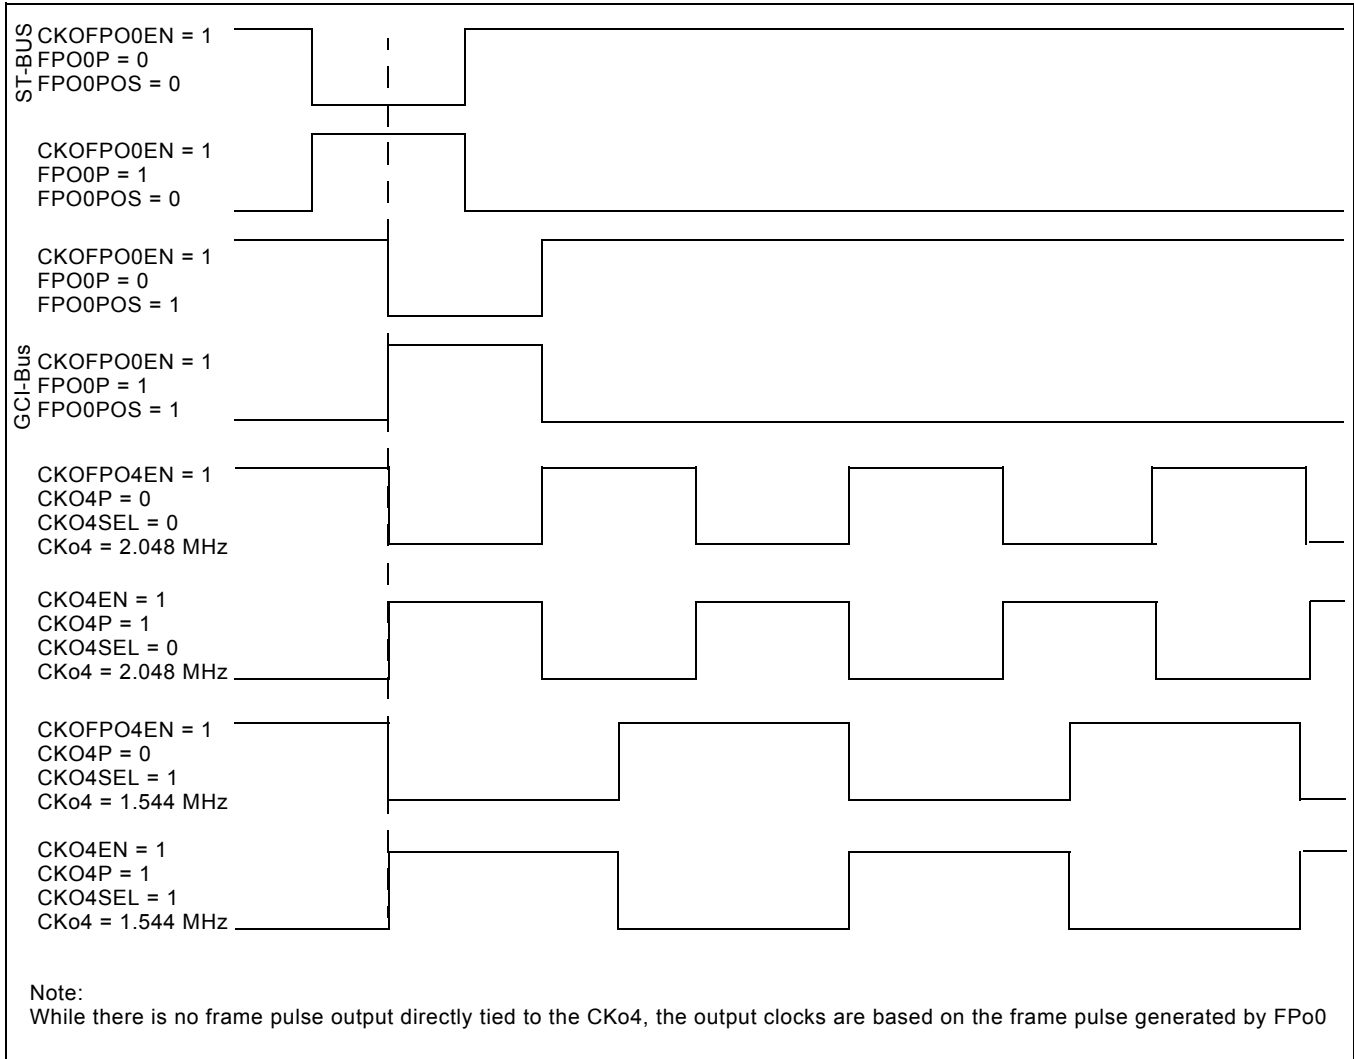 ST-BUS
CKOFPO0EN = 1
FPO0P = 0
FPO0POS = 0
CKOFPO0EN = 1
FPO0P = 1
FPO0POS = 0
CKOFPO0EN = 1
FPO0P = 0
FPO0POS = 1
GCI-Bus
CKOFPO0EN = 1
FPO0P = 1
FPO0POS = 1
CKOFPO4EN = 1
CKO4P = 0
CKO4SEL = 0
CKo4 = 2.048 MHz
CKO4EN = 1
CKO4P = 1
CKO4SEL = 0
CKo4 = 2.048 MHz
CKOFPO4EN = 1
CKO4P = 0
CKO4SEL = 1
CKo4 = 1.544 MHz
CKO4EN = 1
CKO4P = 1
CKO4SEL = 1
CKo4 = 1.544 MHz
Note:
While there is no frame pulse output directly tied to the CKo4, the output clocks are based on the frame pulse generated by FPo0